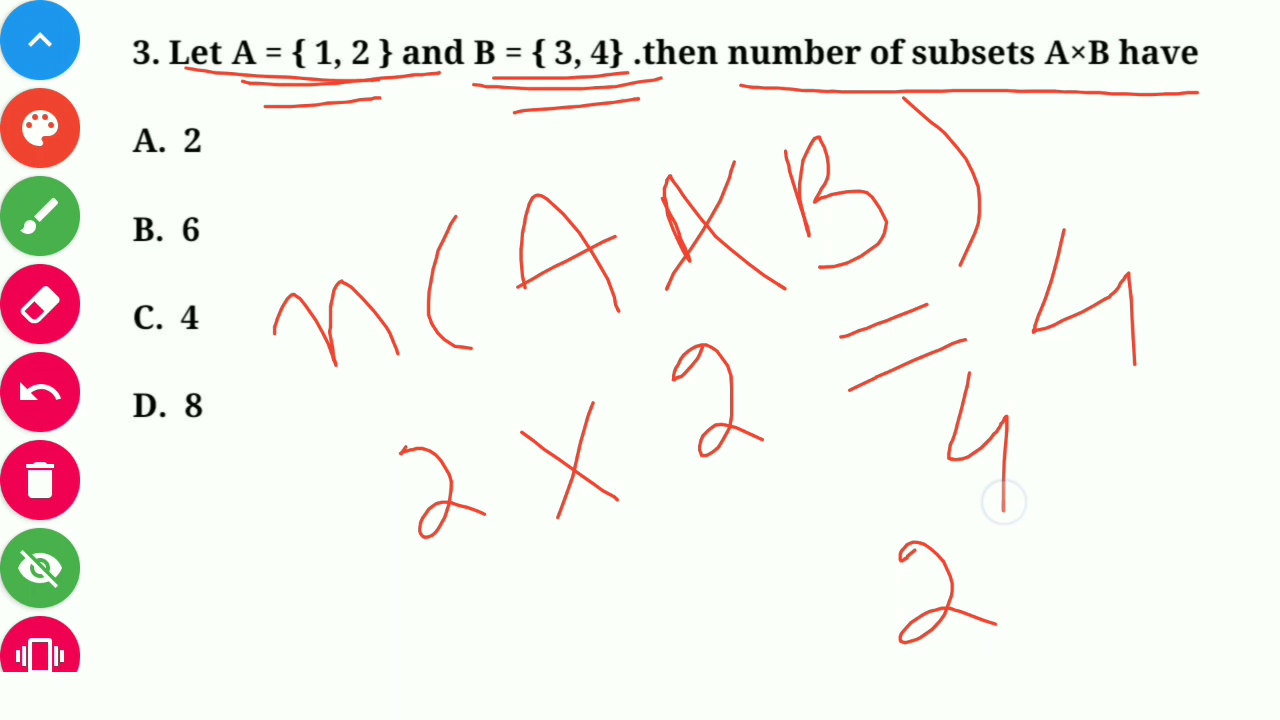 3. Let A = { 1, 2 } and B = { 3, 4} .then number of subsets A×B have
A. 2
B. 6
C. 4
D. 8
n(A×B) = 4
2 × 2
4
2